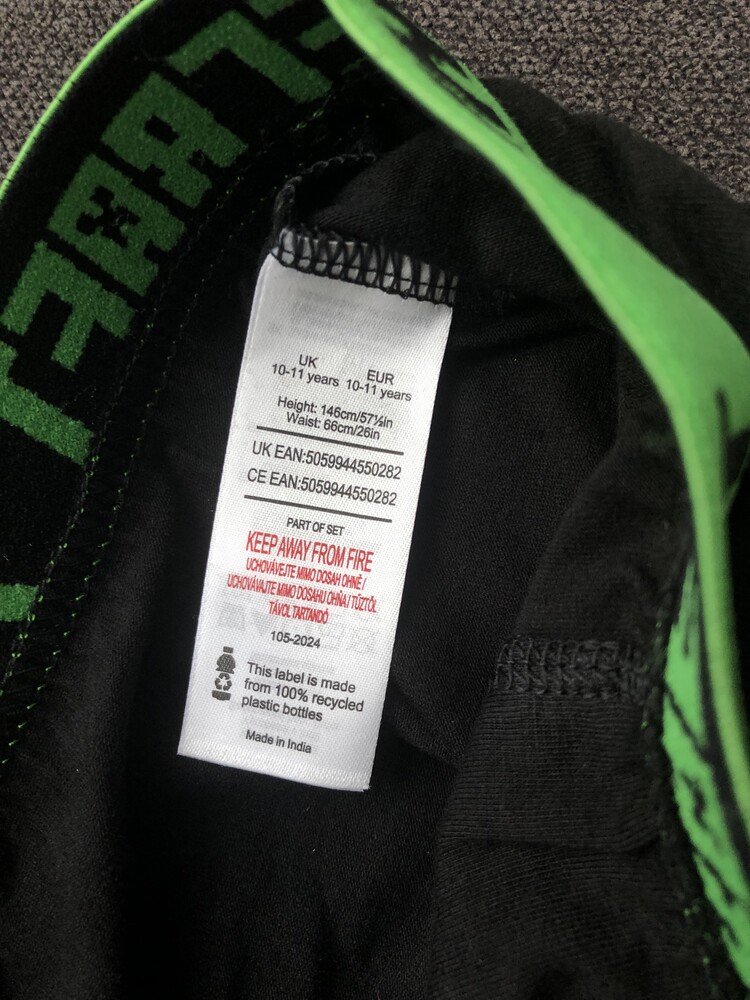 UK EUR
10-11 years 10-11 years
Height: 146cm/57½in
Waist: 66cm/26in
UK EAN:5059944550282
CE EAN:5059944550282
PART OF SET
KEEP AWAY FROM FIRE
UCHOVÁVEJTE MIMO DOSAH OHNĚ /
UCHOVÁVAJTE MIMO DOSAHU OHŇA / TŰZTŐL
TÁVOL TARTANDÓ
105-2024
This label is made
from 100% recycled
plastic bottles
Made in India